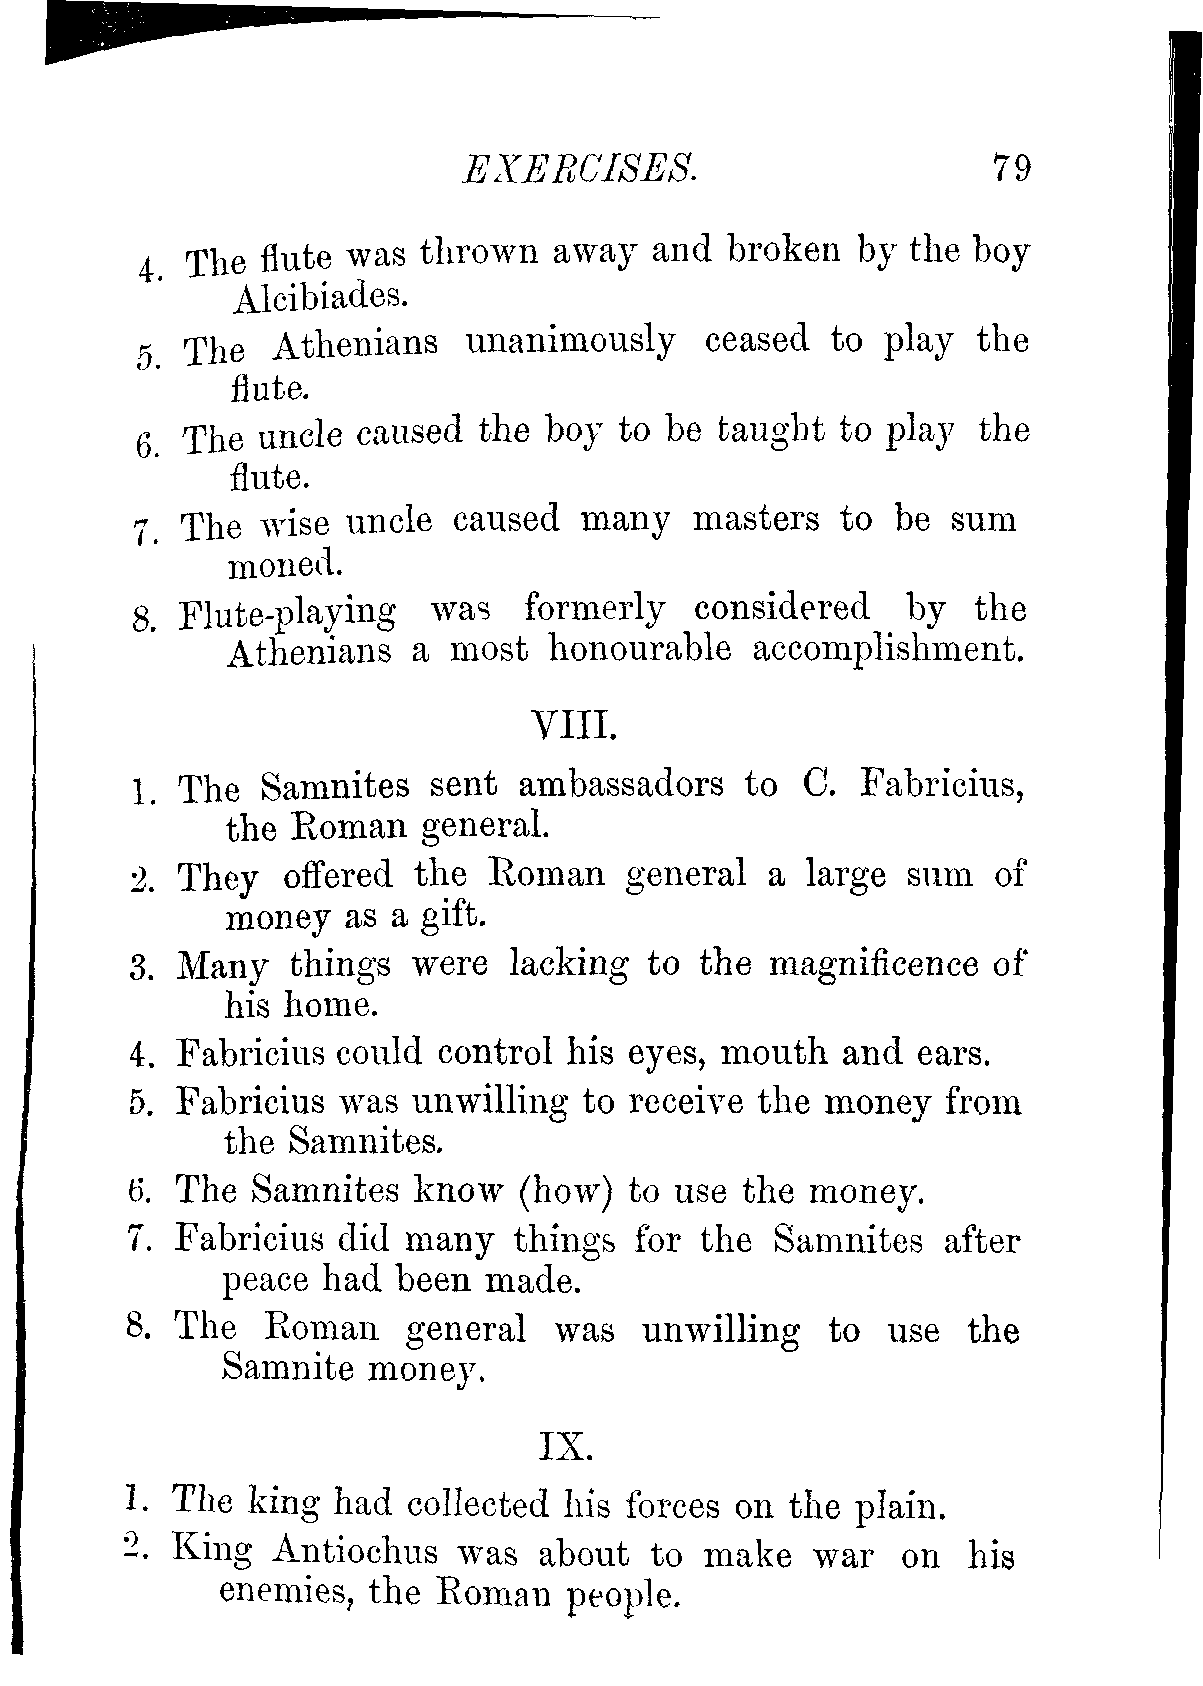 EXERCISES. 79
4. The flute was thrown away and broken by the boy
Alcibiades.
5. The Athenians unanimously ceased to play the
flute.
6. The uncle caused the boy to be taught to play the
flute.
7. The wise uncle caused many masters to be sum
moned.
8. Flute-playing was formerly considered by the
Athenians a most honourable accomplishment.
VIII.
1. The Samnites sent ambassadors to C. Fabricius,
the Roman general.
2. They offered the Roman general a large sum of
money as a gift.
3. Many things were lacking to the magnificence of
his home.
4. Fabricius could control his eyes, mouth and ears.
5. Fabricius was unwilling to receive the money from
the Samnites.
6. The Samnites know (how) to use the money.
7. Fabricius did many things for the Samnites after
peace had been made.
8. The Roman general was unwilling to use the
Samnite money.
IX.
1. The king had collected his forces on the plain.
2. King Antiochus was about to make war on his
enemies, the Roman people.